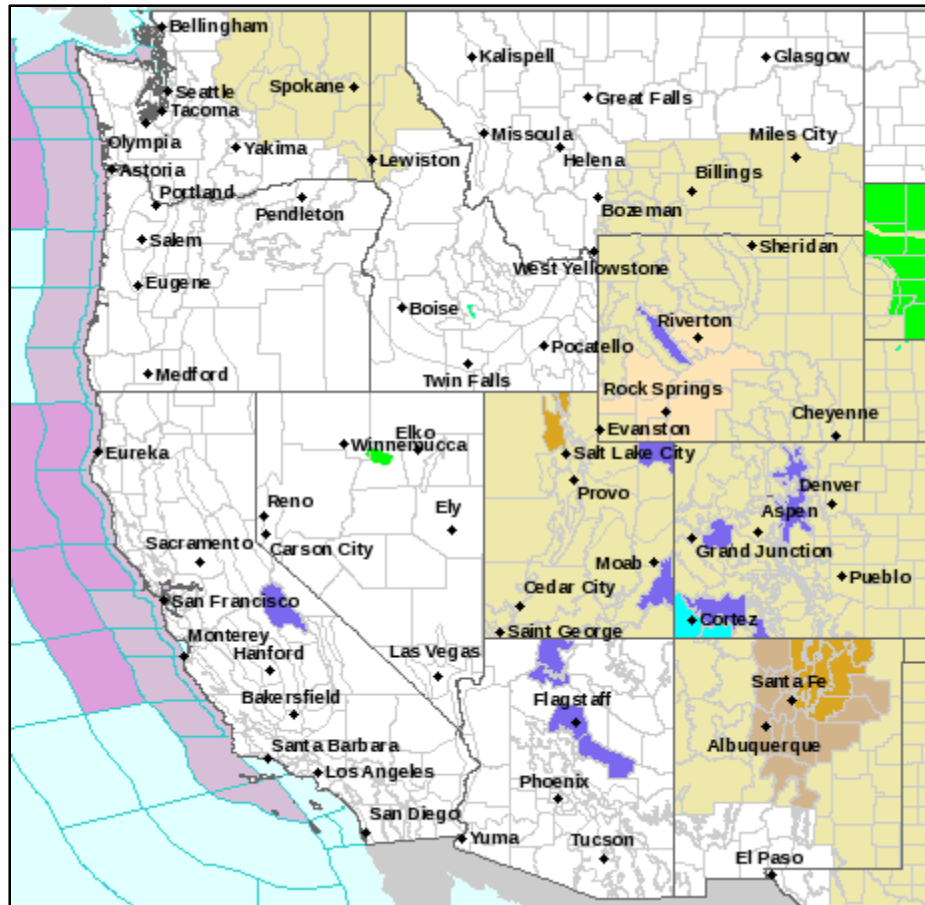 Bellingham
Kalispell
Glasgow
Seattle
Spokane
Great Falls
Tacoma
Olympia
Missoula
Miles City
Yakima
Helena
Astoria
Lewiston
Billings
Portland
Pendleton
Bozeman
Salem
Sheridan
West Yellowstone
Eugene
Boise
Riverton
Pocatello
Medford
Twin Falls
Rock Springs
Cheyenne
Elko
Evanston
Winnemucca
Eureka
Salt Lake City
Provo
Denver
Reno
Ely
Aspen
Sacramento
Carson City
Grand Junction
Moab
Pueblo
Cedar City
San Francisco
Cortez
Saint George
Monterey
Hanford
Las Vegas
Santa Fe
Bakersfield
Flagstaff
Albuquerque
Santa Barbara
Los Angeles
Phoenix
San Diego
Yuma
Tucson
El Paso